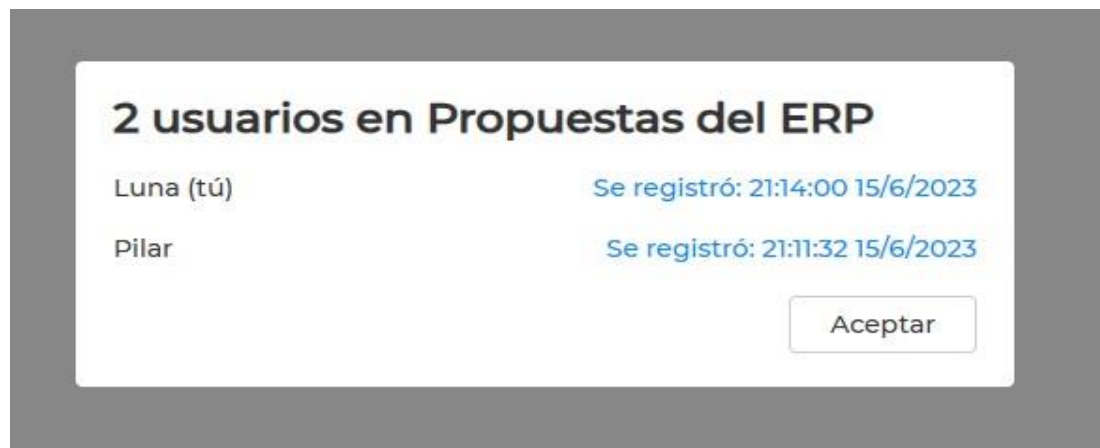 2 usuarios en Propuestas del ERP
Luna (tú) Se registró: 21:14:00 15/6/2023
Pilar Se registró: 21:11:32 15/6/2023
Aceptar